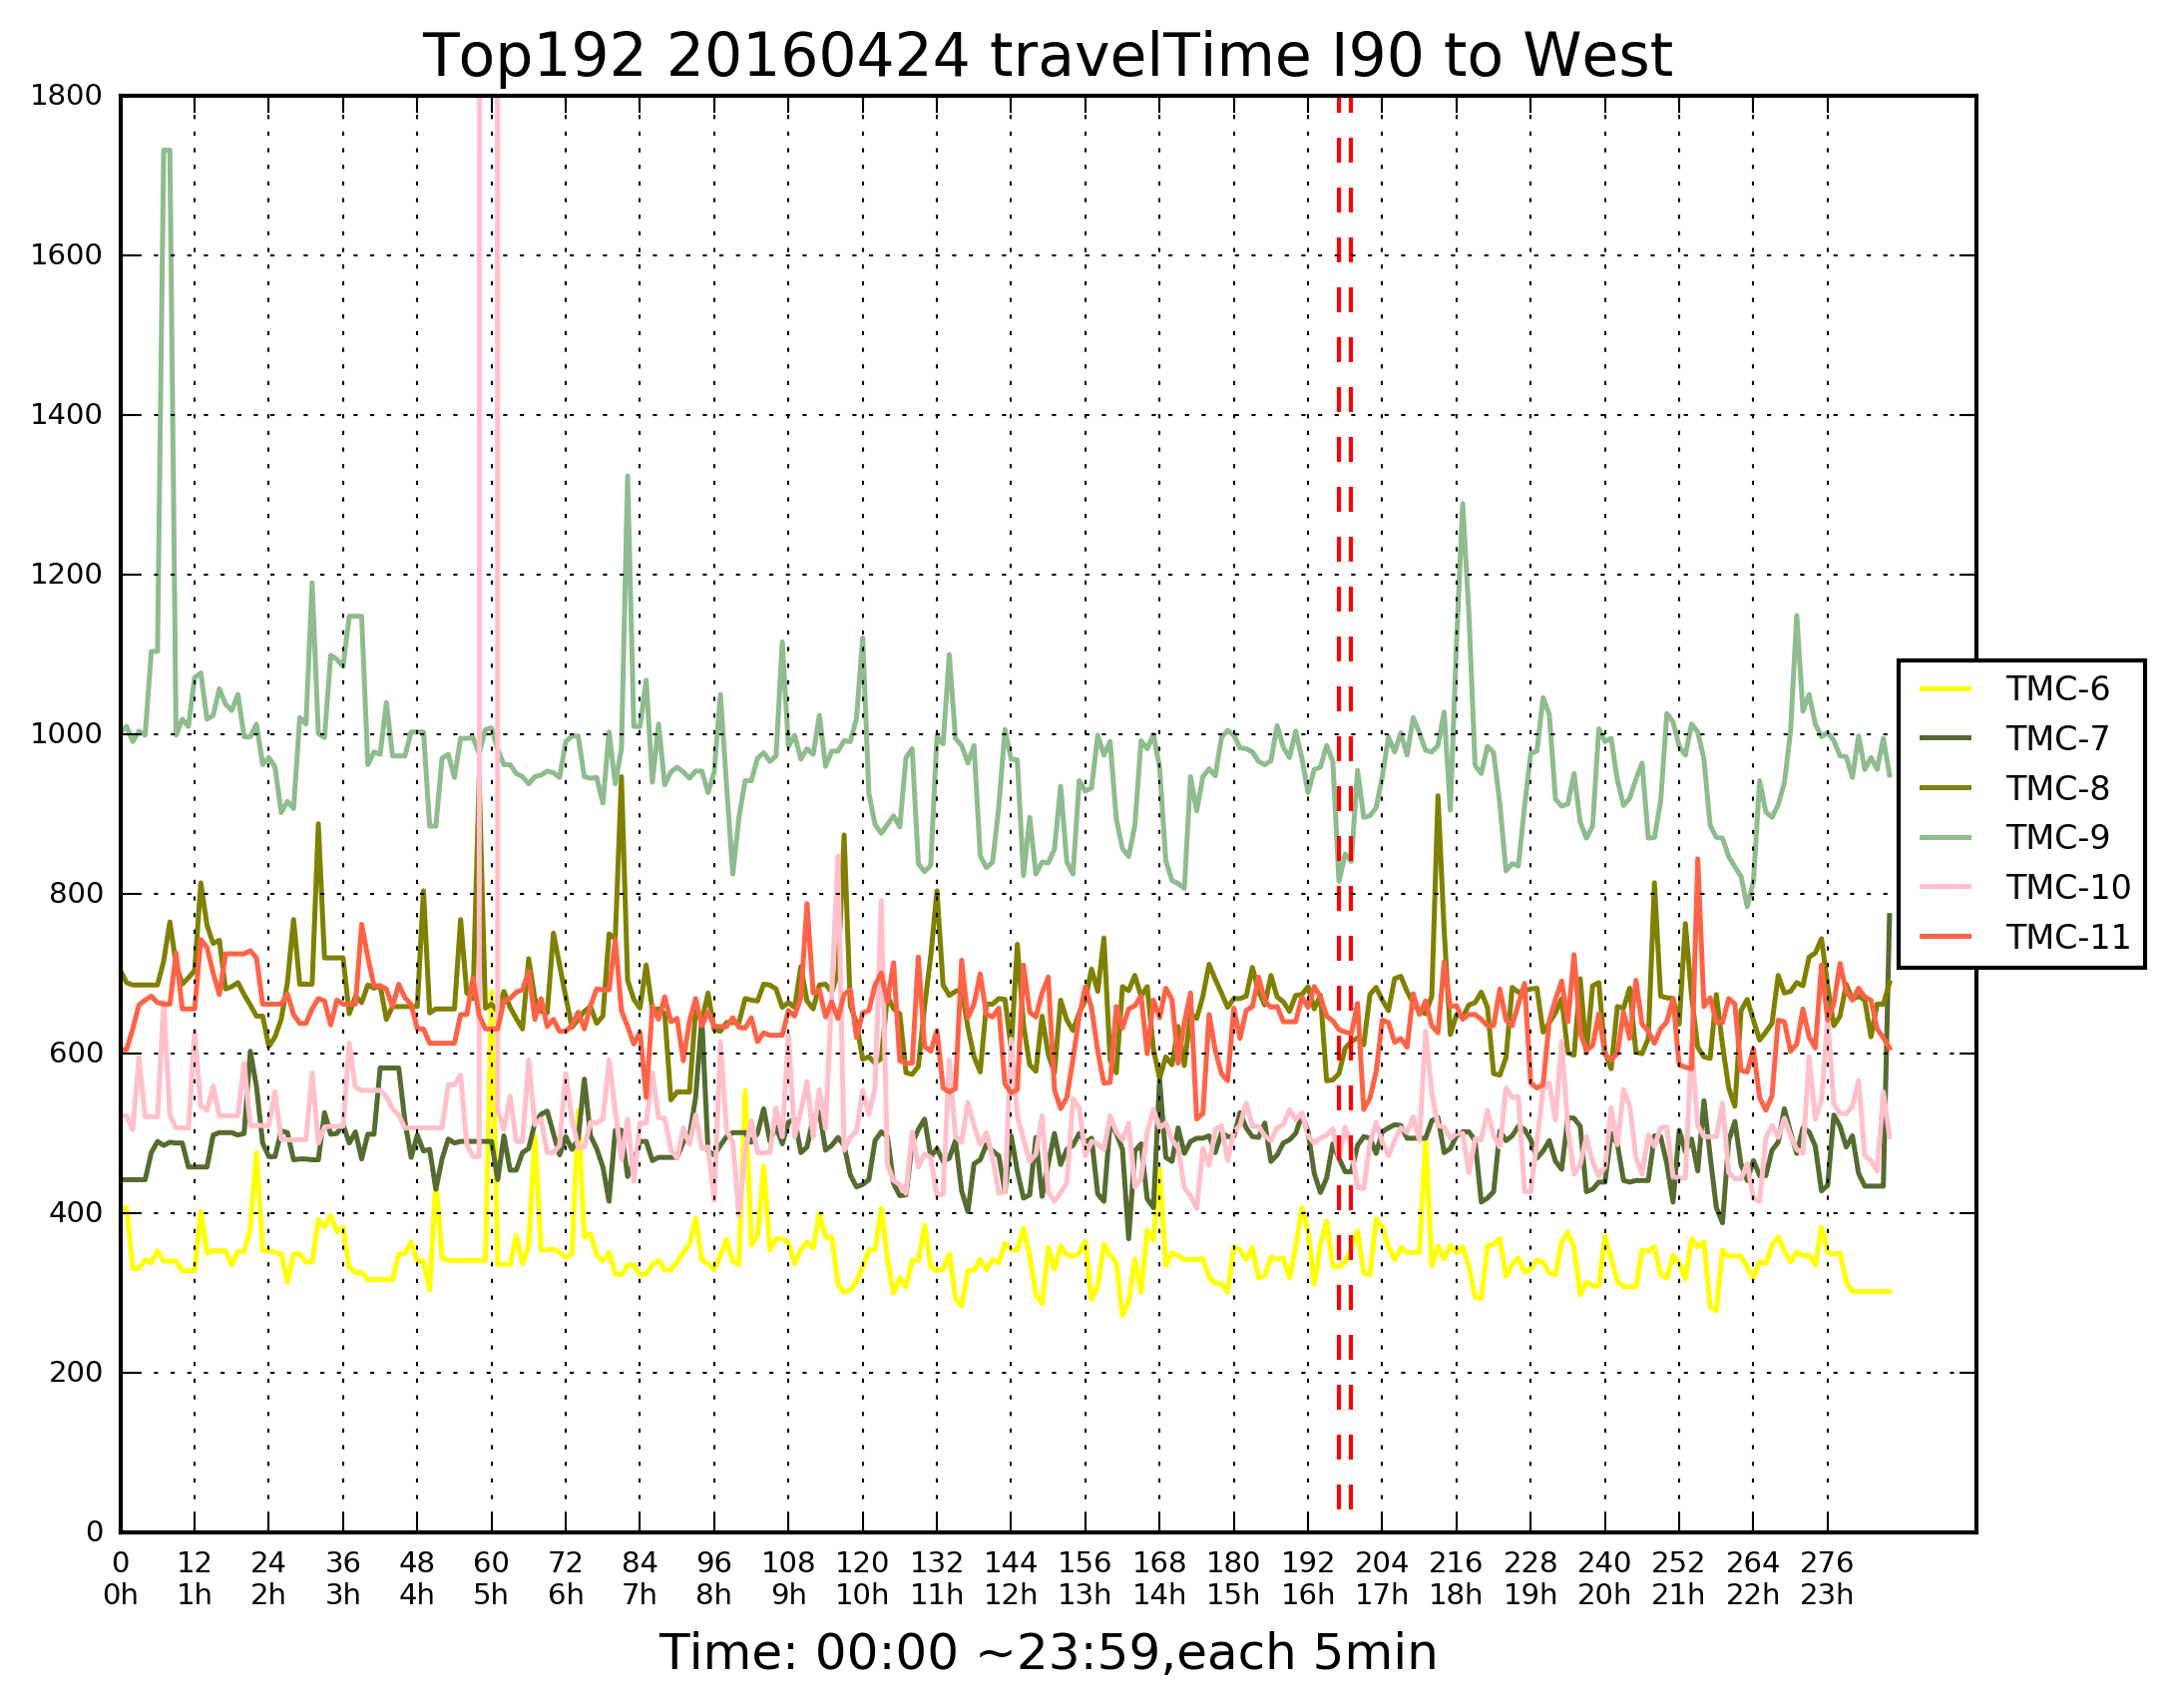 Top192 20160424 travelTime I90 to West
1800
1600
1400
1200
1000
800
600
400
200
0
TMC-6
TMC-7
TMC-8
TMC-9
TMC-10
TMC-11
0 12 24 36 48 60 72 84 96 108 120 132 144 156 168 180 192 204 216 228 240 252 264 276
0h 1h 2h 3h 4h 5h 6h 7h 8h 9h 10h 11h 12h 13h 14h 15h 16h 17h 18h 19h 20h 21h 22h 23h
Time: 00:00 ~23:59,each 5min